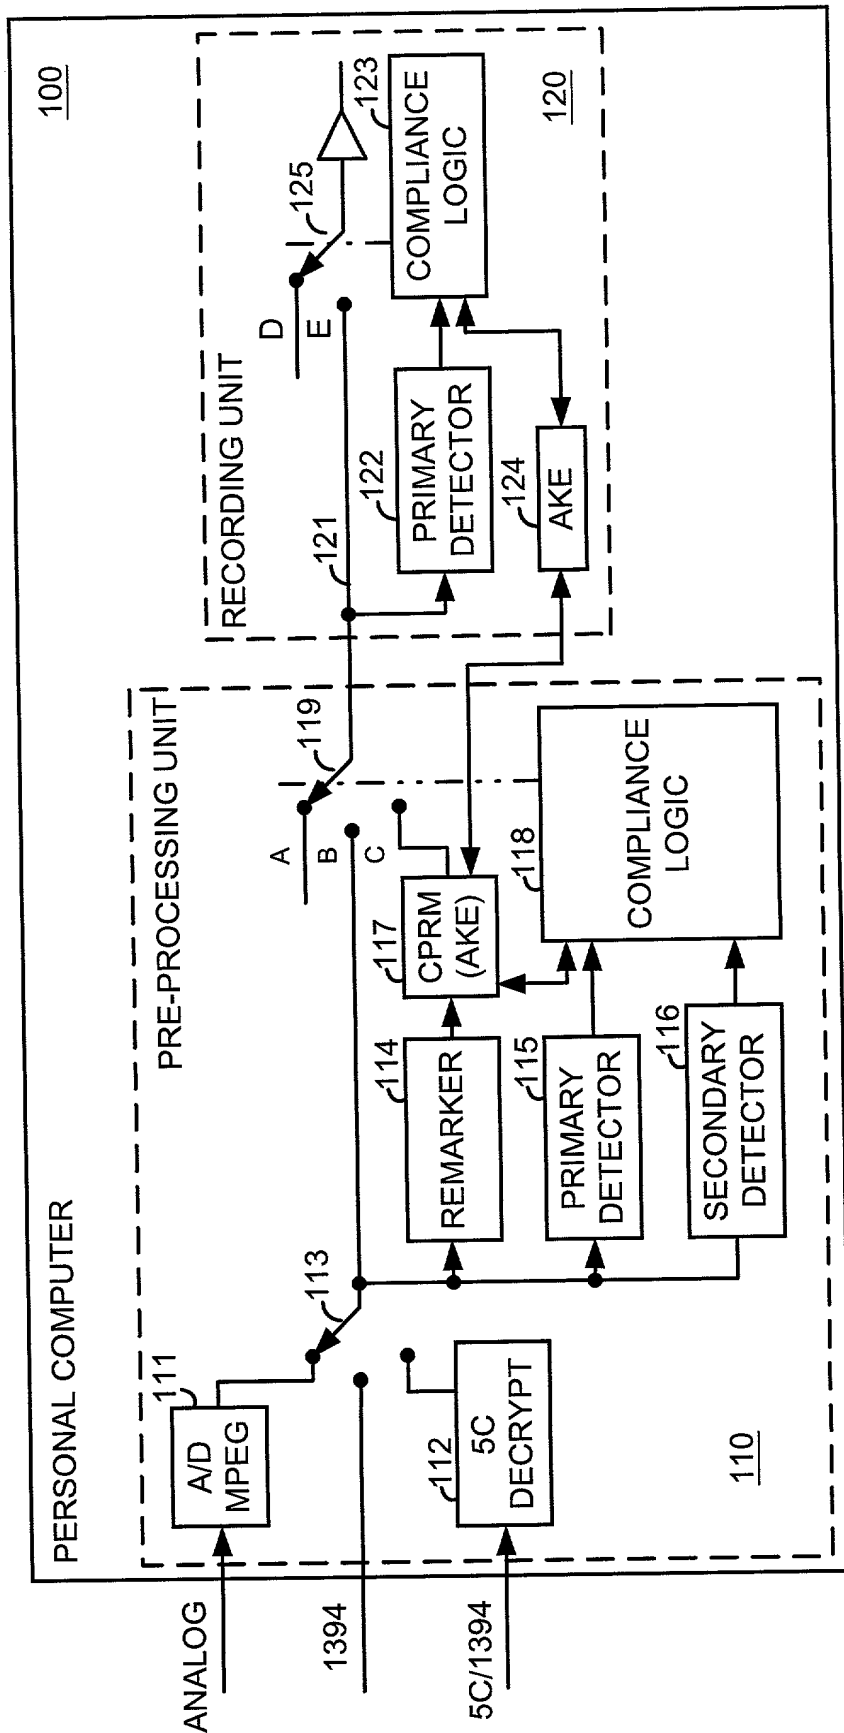 PERSONAL COMPUTER
100
PRE-PROCESSING UNIT
RECORDING UNIT
ANALOG
1394
5C/1394
111
A/D
MPEG
112
5C
DECRYPT
110
113
114
REMARKER
115
PRIMARY
DETECTOR
116
SECONDARY
DETECTOR
117
CPRM
(AKE)
118
COMPLIANCE
LOGIC
A
B
C
119
121
122
PRIMARY
DETECTOR
124
AKE
D
E
125
123
COMPLIANCE
LOGIC
120